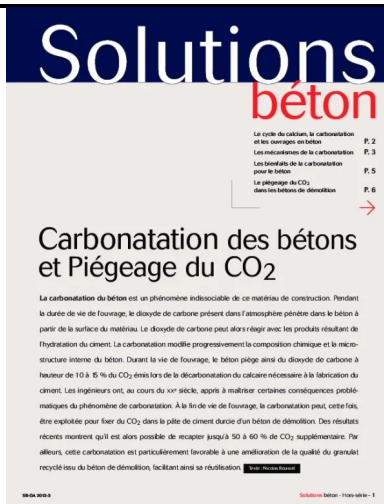 Solutions
béton
Le cycle du calcium, la carbonatation
et les ouvrages en béton P. 2
Les mécanismes de la carbonatation P. 3
Les bienfaits de la carbonatation
pour le béton P. 5
Le piégeage du CO2
dans les bétons de démolition P. 6
Carbonatation des bétons
et Piégeage du CO2
La carbonatation du béton est un phénomène indissociable de ce matériau de construction. Pendant
la durée de vie de l'ouvrage, le dioxyde de carbone présent dans l'atmosphère pénètre dans le béton à
partir de la surface du matériau. Le dioxyde de carbone peut alors réagir avec les produits résultant de
l'hydratation du ciment. La carbonatation modifie progressivement la composition chimique et la micro-
structure interne du béton. Durant la vie de l'ouvrage, le béton piège ainsi du dioxyde de carbone à
hauteur de 10 à 15 % du CO2 émis lors de la décarbonatation du calcaire nécessaire à la fabrication du
ciment. Les ingénieurs ont, au cours du XXe siècle, appris à maîtriser certaines conséquences problé-
matiques du phénomène de carbonatation. À la fin de vie de l'ouvrage, la carbonatation peut, cette fois,
être exploitée pour fixer du CO2 dans la pâte de ciment durcie d'un béton de démolition. Des résultats
récents montrent qu'il est alors possible de recapter jusqu'à 50 à 60 % de CO2 supplémentaire. Par
ailleurs, cette carbonatation est particulièrement favorable à une amélioration de la qualité du granulat
recyclé issu du béton de démolition, facilitant ainsi sa réutilisation. Texte : Nicolas Roussel
Solutions béton - Hors-série - 1